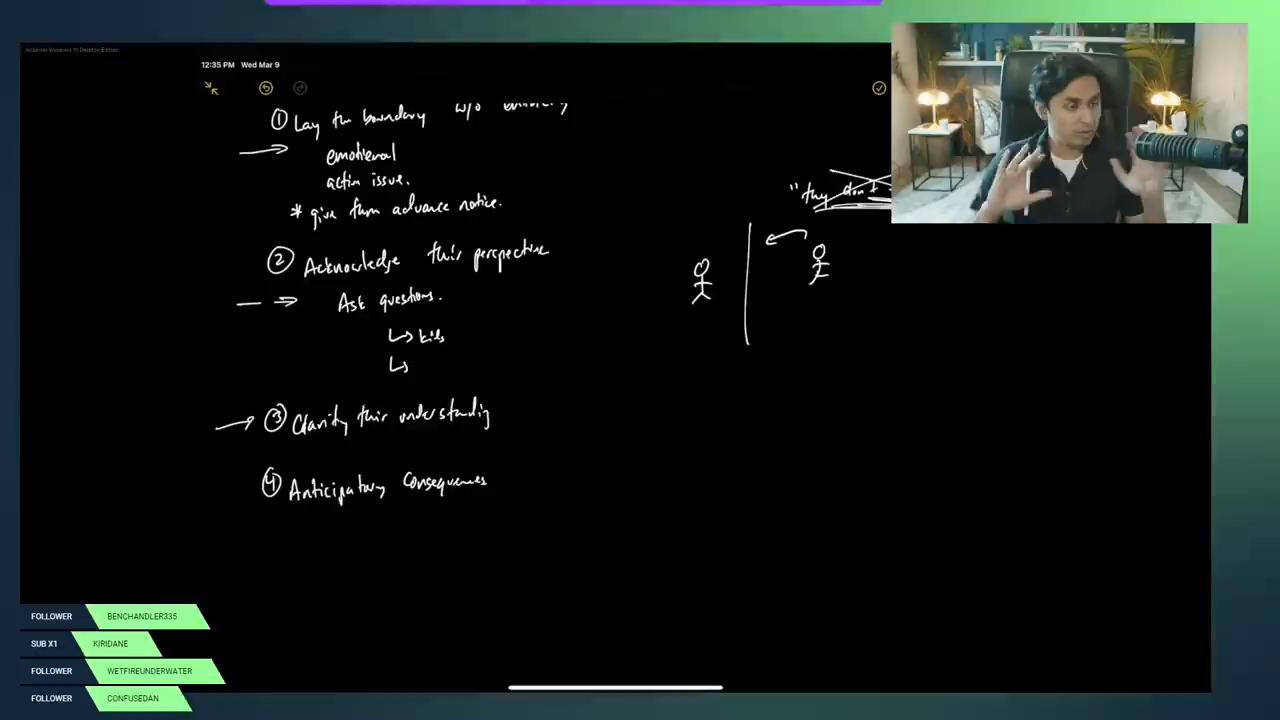 12:35 PM Wed Mar 9
① Lay the boundary w/o
emotional
action issue.
* give them advance notice.
② Acknowledge their perspective
Ask questions.
kids
③ Clarify their understanding
④ Anticipatory Consequences
"they don't
FOLLOWER BENCHANDLER335
SUB X1 KIRIDANE
FOLLOWER WETFIREUNDERWATER
FOLLOWER CONFUSEDAN